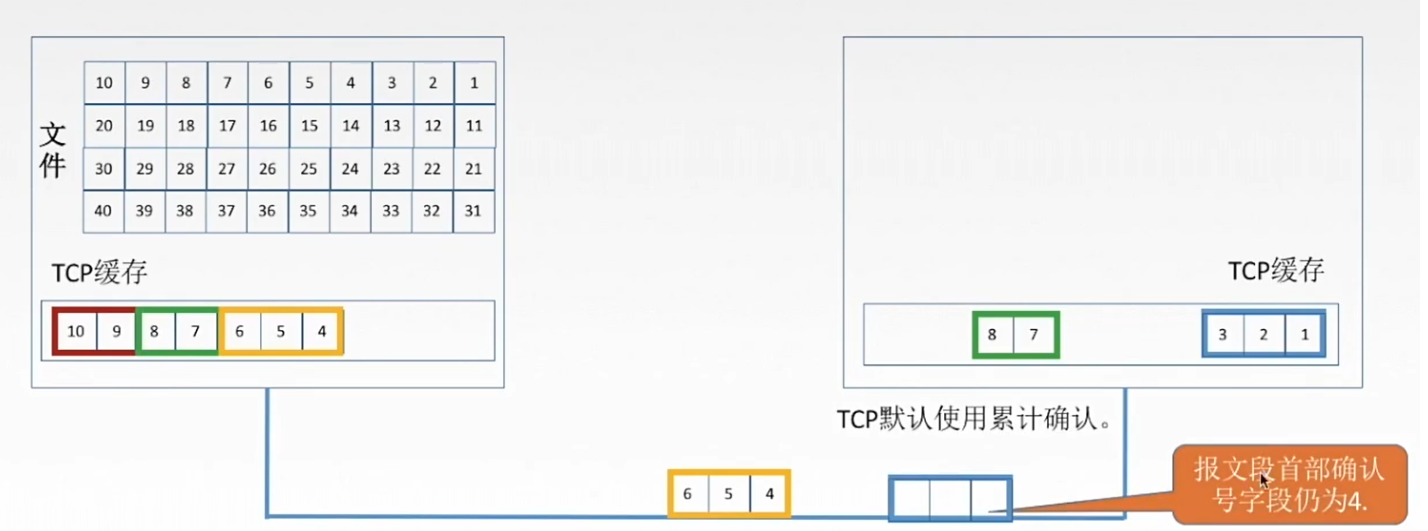 10 9 8 7 6 5 4 3 2 1
20 19 18 17 16 15 14 13 12 11
30 29 28 27 26 25 24 23 22 21
40 39 38 37 36 35 34 33 32 31
文件
TCP缓存
10 9 8 7 6 5 4
TCP缓存
8 7 3 2 1
TCP默认使用累计确认。
6 5 4
报文段首部确认
号字段仍为4.